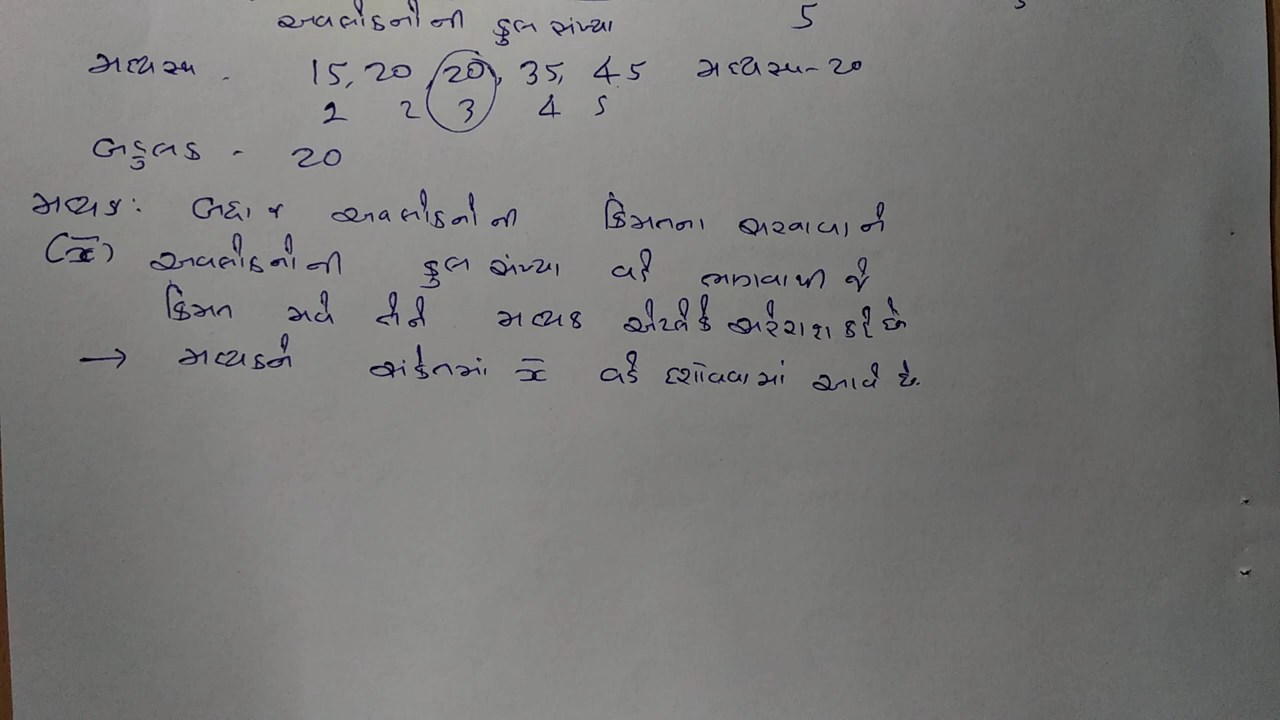 અવલોકનોની કુલ સંખ્યા 5
મધ્યસ્થ - 15, 20, 20, 35, 45 મધ્યસ્થ - 20
1 2 3 4 5
બહુલક - 20
મધ્યક : બધા જ અવલોકનોની કિંમતના સરવાળાને
(x̄) અવલોકનોની કુલ સંખ્યા વડે ભાગવાથી જે
કિંમત મળે તેને મધ્યક એટલેકે સરેરાશ કહે છે
→ મધ્યકને સંકેતમાં x̄ વડે દર્શાવવામાં આવે છે.